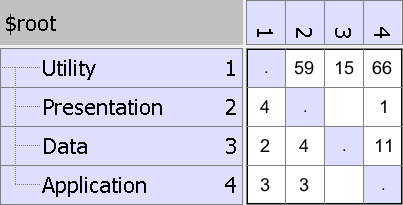 $root 1 2 3 4
Utility 1 . 59 15 66
Presentation 2 4 . 1
Data 3 2 4 . 11
Application 4 3 3 .